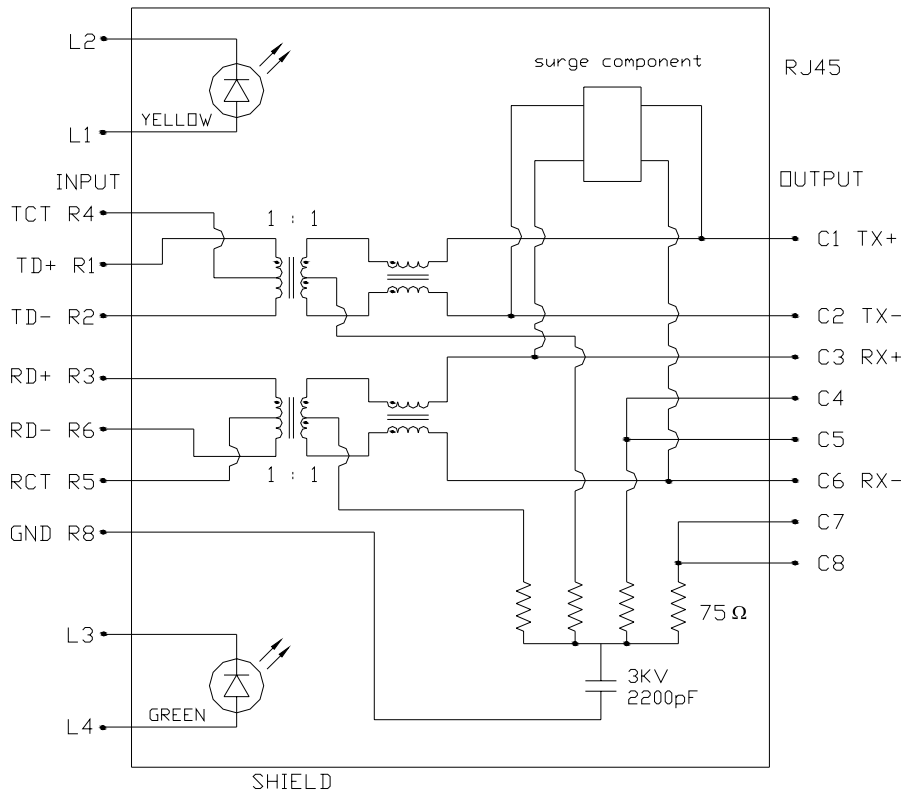 L2
surge component
RJ45
YELLOW
L1
INPUT
OUTPUT
TCT R4
1 : 1
C1 TX+
TD+ R1
TD- R2
C2 TX-
C3 RX+
RD+ R3
C4
RD- R6
C5
RCT R5
1 : 1
C6 RX-
C7
GND R8
C8
75Ω
L3
3KV
2200pF
GREEN
L4
SHIELD